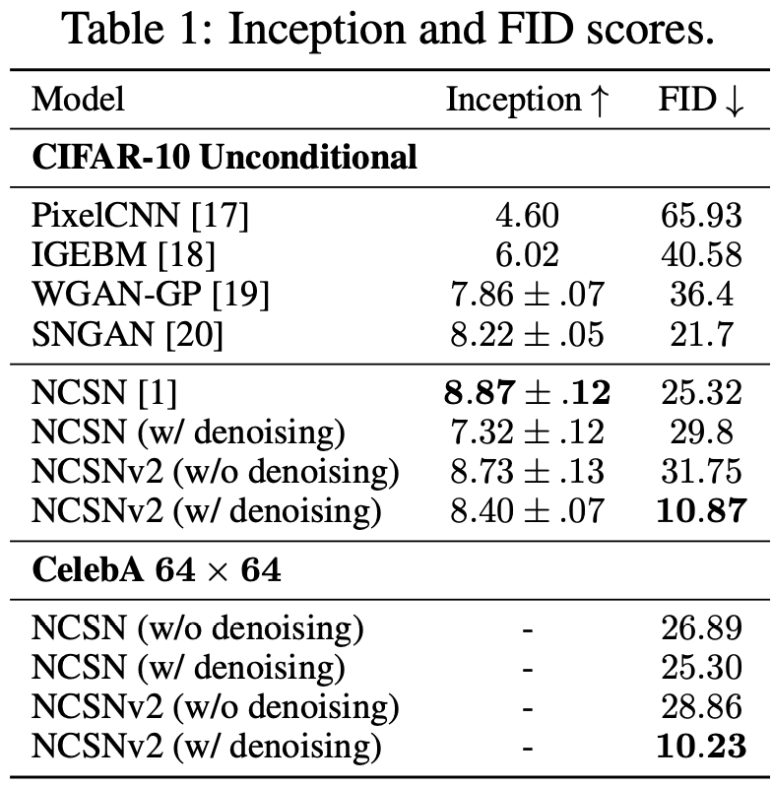 Table 1: Inception and FID scores.
Model Inception ↑ FID ↓
CIFAR-10 Unconditional
PixelCNN [17] 4.60 65.93
IGEBM [18] 6.02 40.58
WGAN-GP [19] 7.86 ± .07 36.4
SNGAN [20] 8.22 ± .05 21.7
NCSN [1] 8.87 ± .12 25.32
NCSN (w/ denoising) 7.32 ± .12 29.8
NCSNv2 (w/o denoising) 8.73 ± .13 31.75
NCSNv2 (w/ denoising) 8.40 ± .07 10.87
CelebA 64 × 64
NCSN (w/o denoising) - 26.89
NCSN (w/ denoising) - 25.30
NCSNv2 (w/o denoising) - 28.86
NCSNv2 (w/ denoising) - 10.23